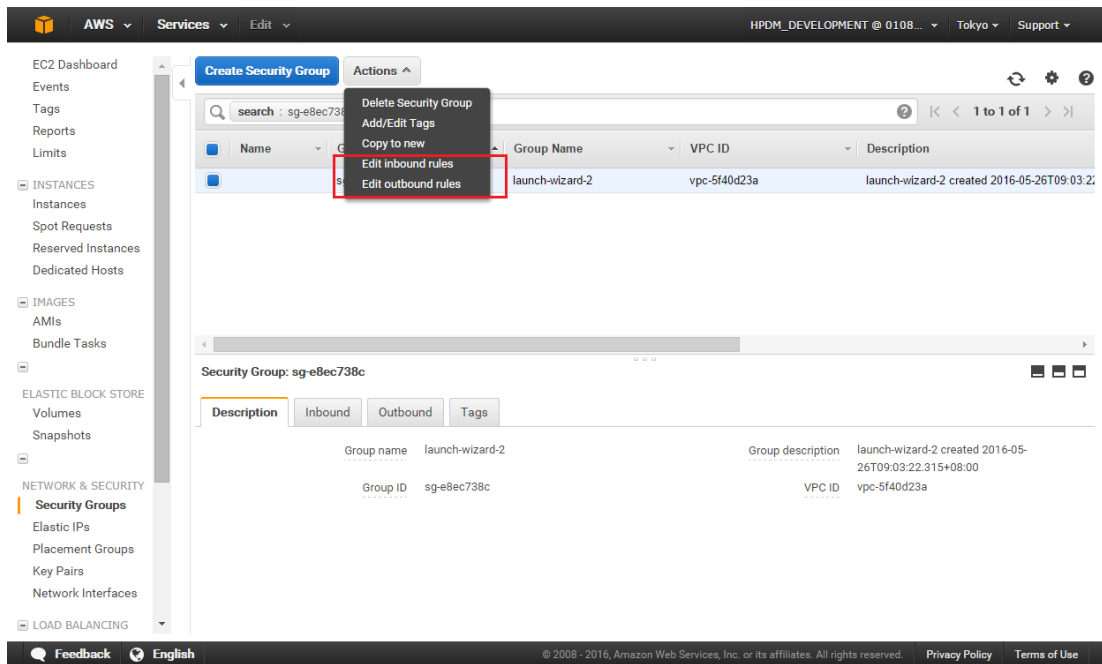 AWS Services Edit HPDM_DEVELOPMENT @ 0108... Tokyo Support
EC2 Dashboard
Events
Tags
Reports
Limits
INSTANCES
Instances
Spot Requests
Reserved Instances
Dedicated Hosts
IMAGES
AMIs
Bundle Tasks
ELASTIC BLOCK STORE
Volumes
Snapshots
NETWORK & SECURITY
Security Groups
Elastic IPs
Placement Groups
Key Pairs
Network Interfaces
LOAD BALANCING
Create Security Group Actions
Delete Security Group
Add/Edit Tags
Copy to new
Edit inbound rules
Edit outbound rules
search : sg-e8ec738 1 to 1 of 1
Name G Group Name VPC ID Description
s launch-wizard-2 vpc-5f40d23a launch-wizard-2 created 2016-05-26T09:03:22
Security Group: sg-e8ec738c
Description Inbound Outbound Tags
Group name launch-wizard-2 Group description launch-wizard-2 created 2016-05-
26T09:03:22.315+08:00
Group ID sg-e8ec738c VPC ID vpc-5f40d23a
Feedback English © 2008 - 2016, Amazon Web Services, Inc. or its affiliates. All rights reserved. Privacy Policy Terms of Use